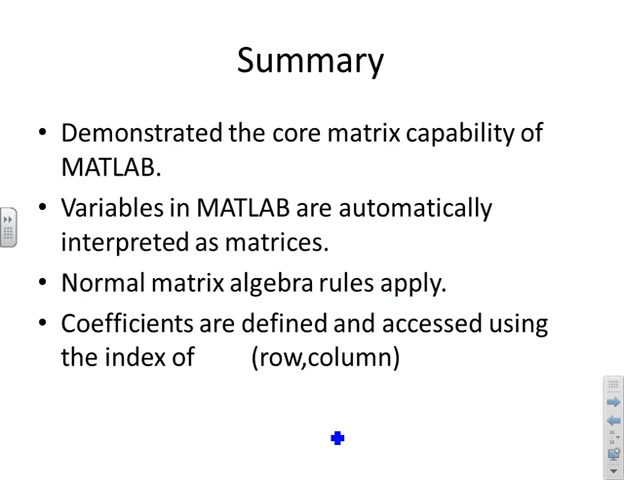 Summary
• Demonstrated the core matrix capability of
MATLAB.
• Variables in MATLAB are automatically
interpreted as matrices.
• Normal matrix algebra rules apply.
• Coefficients are defined and accessed using
the index of (row,column)